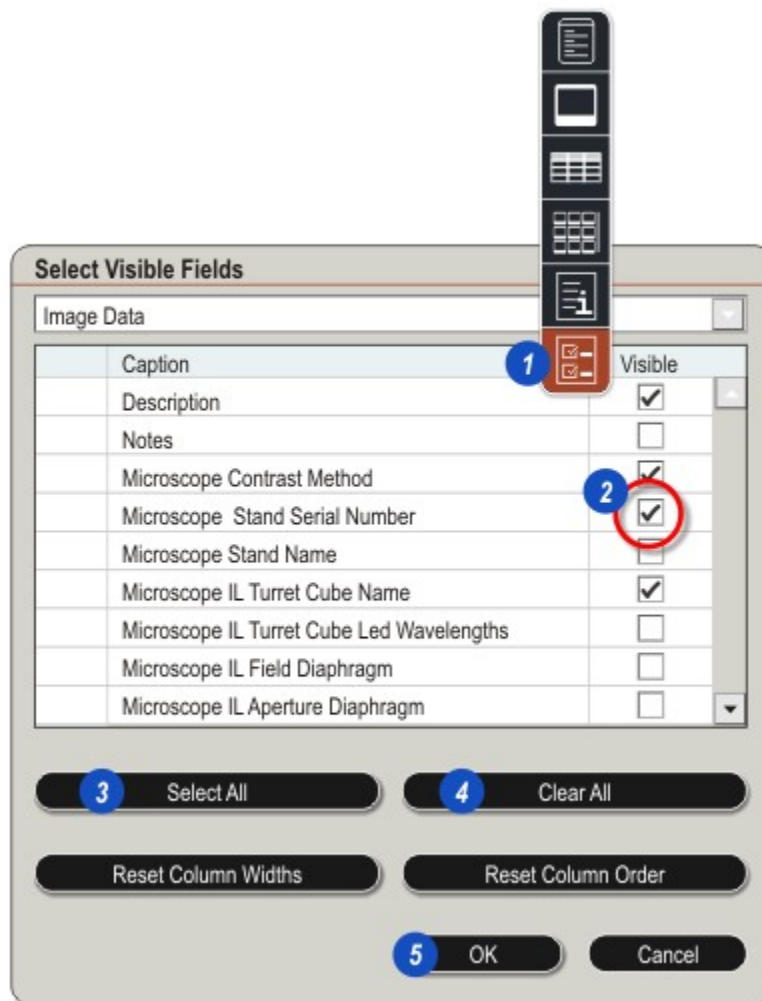 Select Visible Fields
Image Data
1
Caption Visible
Description
Notes
Microscope Contrast Method
2
Microscope Stand Serial Number
Microscope Stand Name
Microscope IL Turret Cube Name
Microscope IL Turret Cube Led Wavelengths
Microscope IL Field Diaphragm
Microscope IL Aperture Diaphragm
3 Select All 4 Clear All
Reset Column Widths Reset Column Order
5 OK Cancel